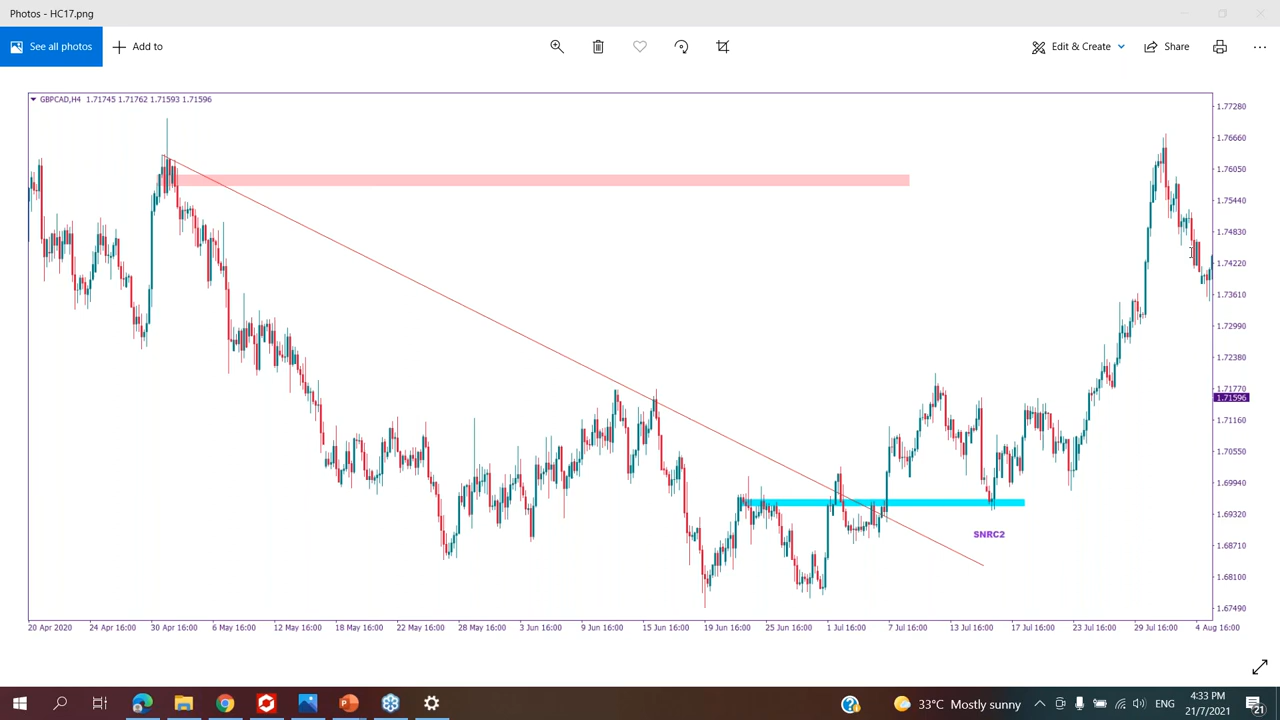 Photos - HC17.png
See all photos
Add to
Edit & Create
Share
GBPCAD,H4 1.71745 1.71762 1.71593 1.71596
1.77280
1.76660
1.76050
1.75440
1.74830
1.74220
1.73610
1.72990
1.72380
1.71770
1.71596
1.71160
1.70550
1.69940
1.69320
1.68710
1.68100
1.67490
SNRC2
20 Apr 2020 24 Apr 16:00 30 Apr 16:00 6 May 16:00 12 May 16:00 18 May 16:00 22 May 16:00 28 May 16:00 3 Jun 16:00 9 Jun 16:00 15 Jun 16:00 19 Jun 16:00 25 Jun 16:00 1 Jul 16:00 7 Jul 16:00 13 Jul 16:00 17 Jul 16:00 23 Jul 16:00 29 Jul 16:00 4 Aug 16:00
33°C Mostly sunny
ENG
4:33 PM
21/7/2021
21